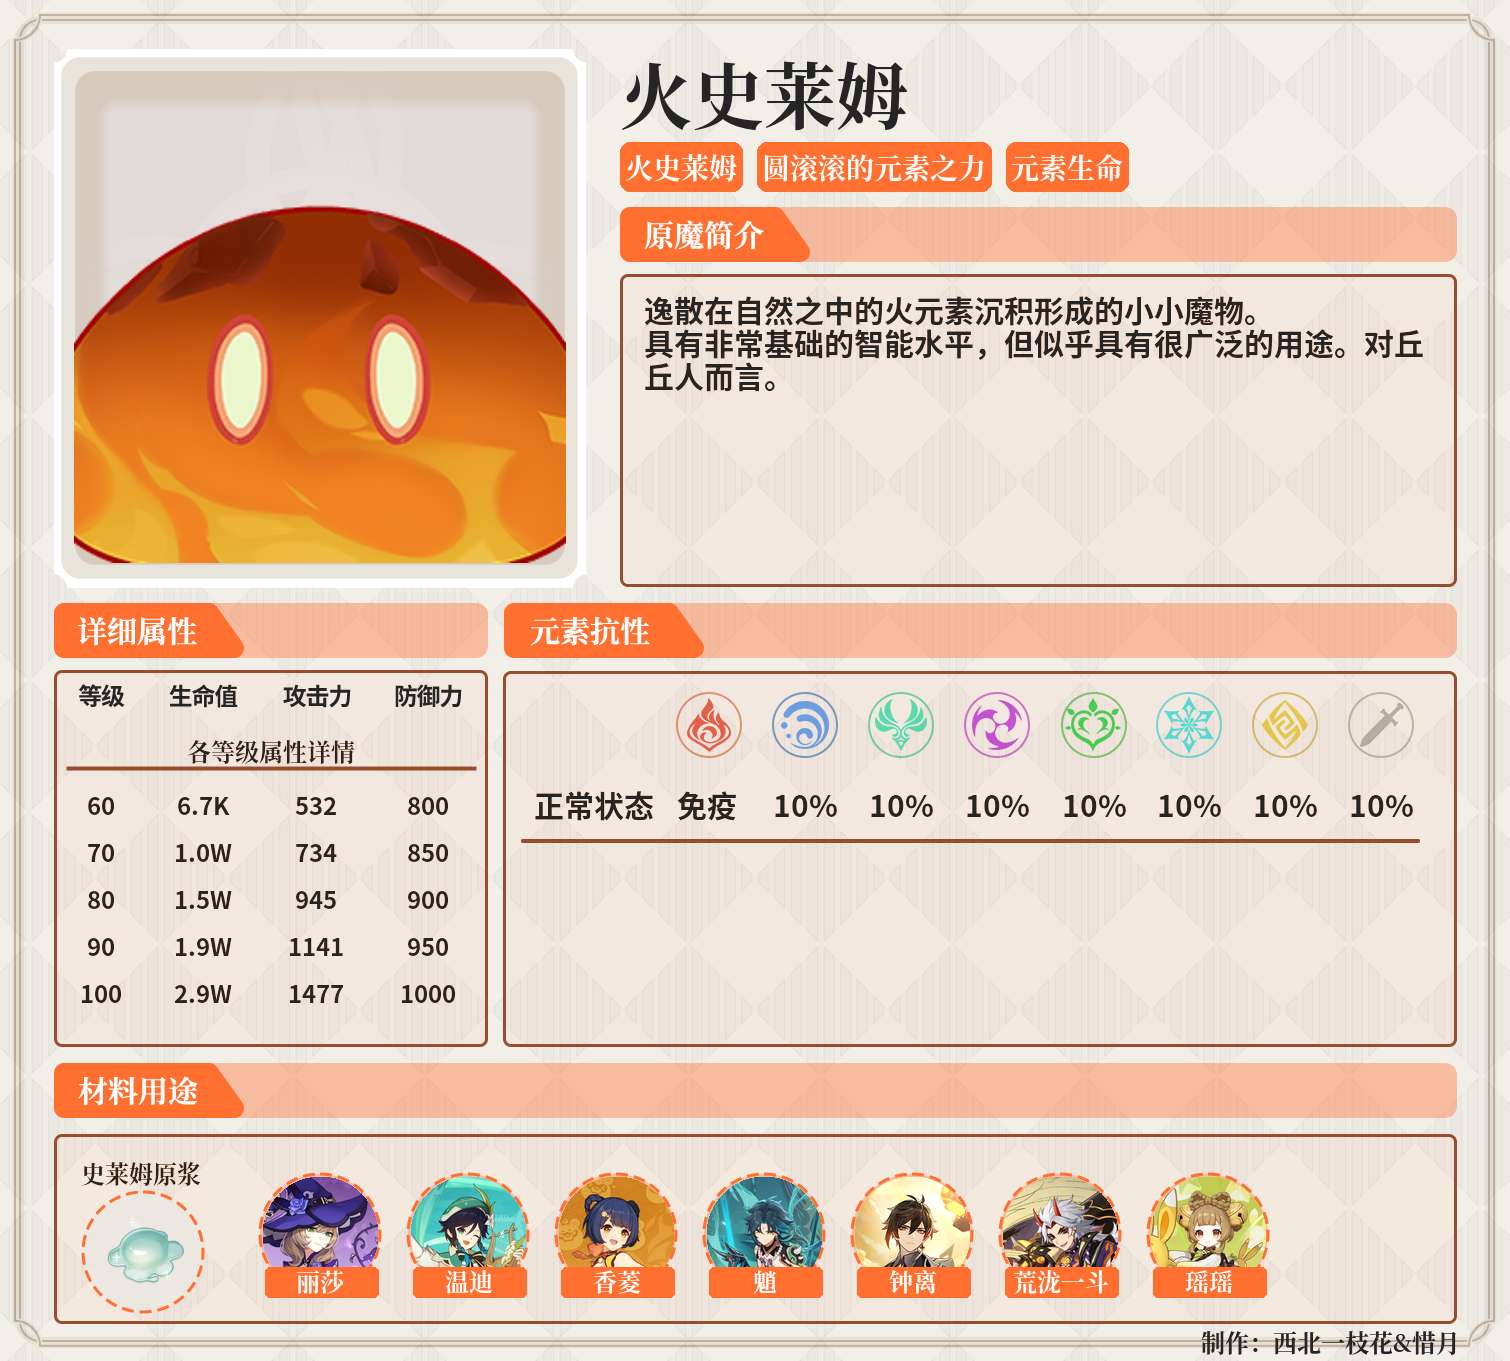 火史莱姆
火史莱姆 圆滚滚的元素之力 元素生命
原魔简介
逸散在自然之中的火元素沉积形成的小小魔物。
具有非常基础的智能水平，但似乎具有很广泛的用途。对丘
丘人而言。
详细属性
等级 生命值 攻击力 防御力
各等级属性详情
60 6.7K 532 800
70 1.0W 734 850
80 1.5W 945 900
90 1.9W 1141 950
100 2.9W 1477 1000
元素抗性
正常状态 免疫 10% 10% 10% 10% 10% 10% 10%
材料用途
史莱姆原浆
丽莎 温迪 香菱 魈 钟离 荒泷一斗 瑶瑶
制作：西北一枝花&惜月